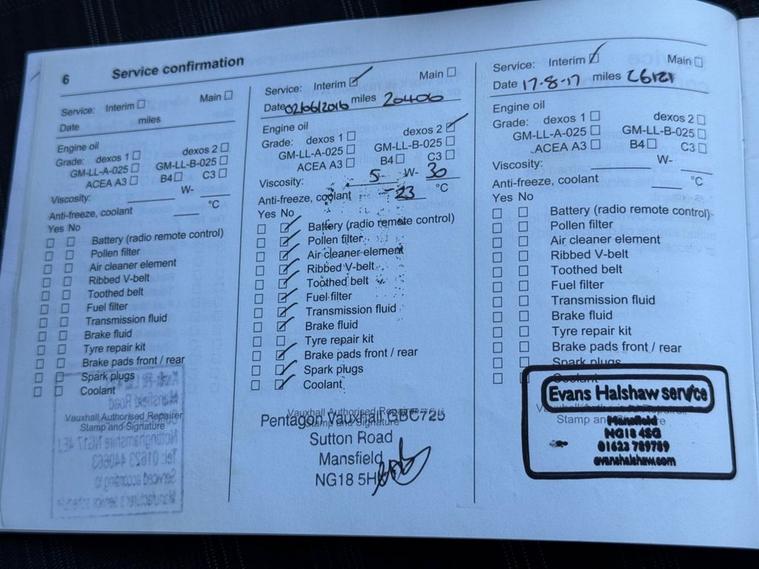 6 Service confirmation
Service: Interim Main
Date miles
Engine oil
Grade: dexos 1 dexos 2
GM-LL-A-025 GM-LL-B-025
ACEA A3 B4 C3
Viscosity: W-
Anti-freeze, coolant °C
Yes No
Battery (radio remote control)
Pollen filter
Air cleaner element
Ribbed V-belt
Toothed belt
Fuel filter
Transmission fluid
Brake fluid
Tyre repair kit
Brake pads front / rear
Spark plugs
Coolant
Vauxhall Authorised Repairer
Stamp and Signature
Service: Interim Main
Date 02/06/2016 miles 20406
Engine oil
Grade: dexos 1 dexos 2
GM-LL-A-025 GM-LL-B-025
ACEA A3 B4 C3
Viscosity: 5 W- 30
Anti-freeze, coolant -23 °C
Yes No
Battery (radio remote control)
Pollen filter
Air cleaner element
Ribbed V-belt
Toothed belt
Fuel filter
Transmission fluid
Brake fluid
Tyre repair kit
Brake pads front / rear
Spark plugs
Coolant
Vauxhall Authorised Repairer
Pentagon Vauxhall GBC725
Stamp and Signature
Sutton Road
Mansfield
NG18 5H
Service: Interim Main
Date 17-8-17 miles 26121
Engine oil
Grade: dexos 1 dexos 2
GM-LL-A-025 GM-LL-B-025
ACEA A3 B4 C3
Viscosity: W-
Anti-freeze, coolant °C
Yes No
Battery (radio remote control)
Pollen filter
Air cleaner element
Ribbed V-belt
Toothed belt
Fuel filter
Transmission fluid
Brake fluid
Tyre repair kit
Brake pads front / rear
Spark plugs
Coolant
Evans Halshaw service
Stamp
Mansfield
NG18 4SG
01623 789789
evanshalshaw.com